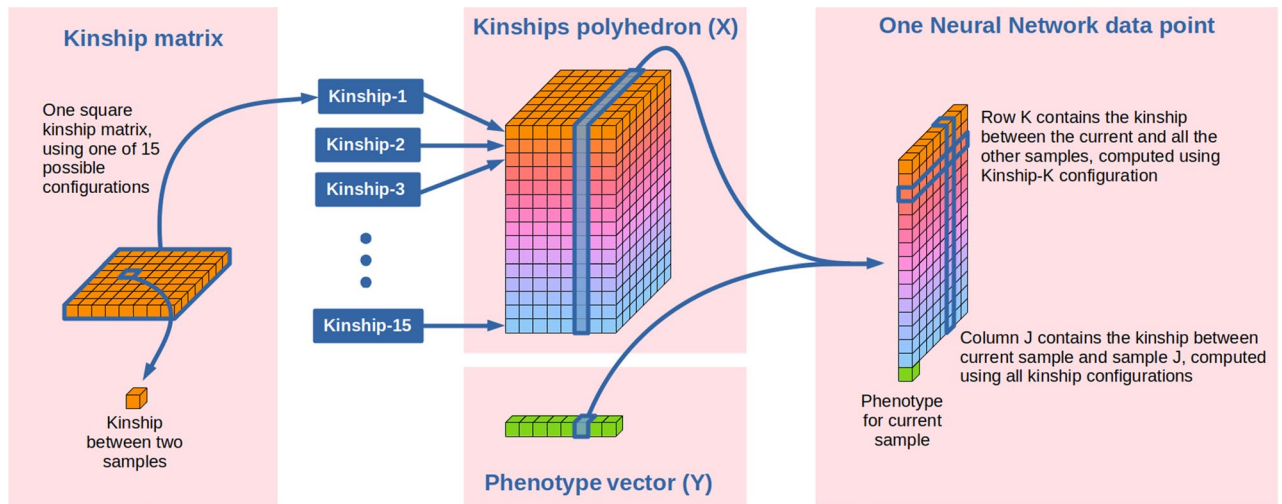 Kinship matrix
One square
kinship matrix,
using one of 15
possible
configurations
Kinship
between two
samples
Kinship-1
Kinship-2
Kinship-3
Kinship-15
Kinships polyhedron (X)
Phenotype vector (Y)
One Neural Network data point
Row K contains the kinship
between the current and all the
other samples, computed using
Kinship-K configuration
Column J contains the kinship between
current sample and sample J, computed
using all kinship configurations
Phenotype
for current
sample